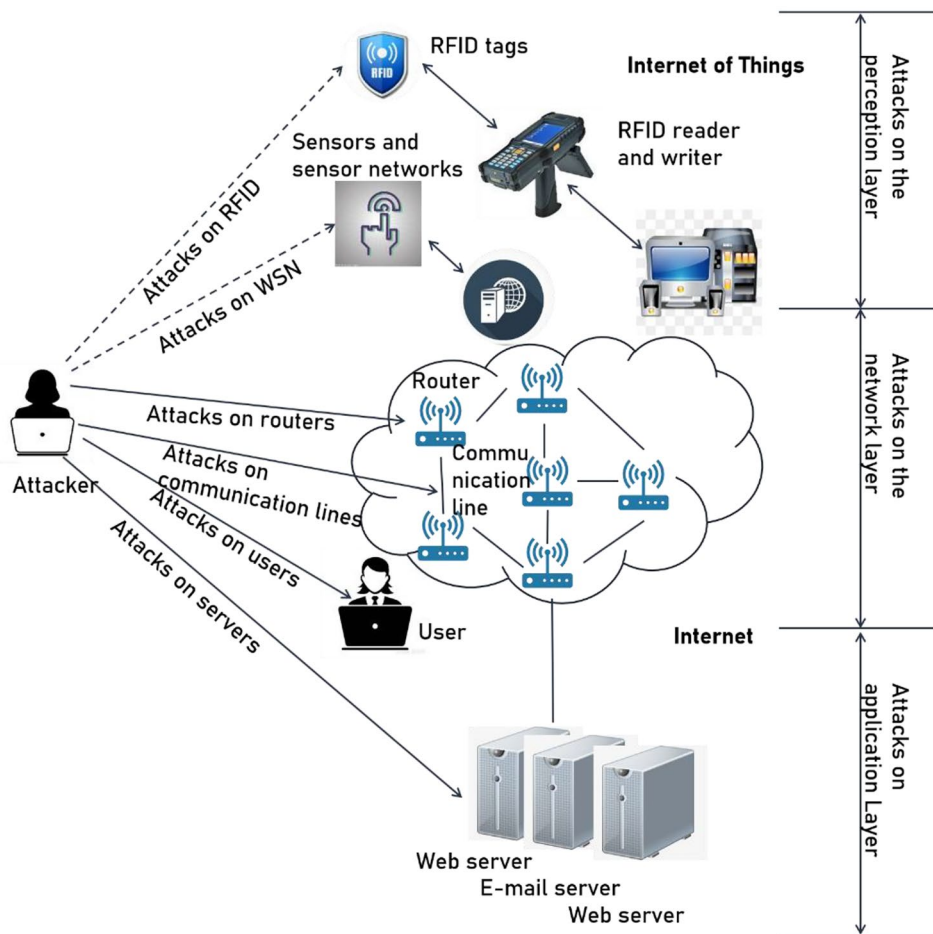 RFID tags
RFID
Internet of Things
Attacks on the
perception layer
RFID reader
and writer
Sensors and
sensor networks
Attacks on RFID
Attacks on WSN
Attacks on the
network layer
Router
Attacks on routers
Commu
nication
line
Attacks on
communication lines
Attacker
Attacks on users
Attacks on servers
User
Internet
Attacks on
application Layer
Web server
E-mail server
Web server